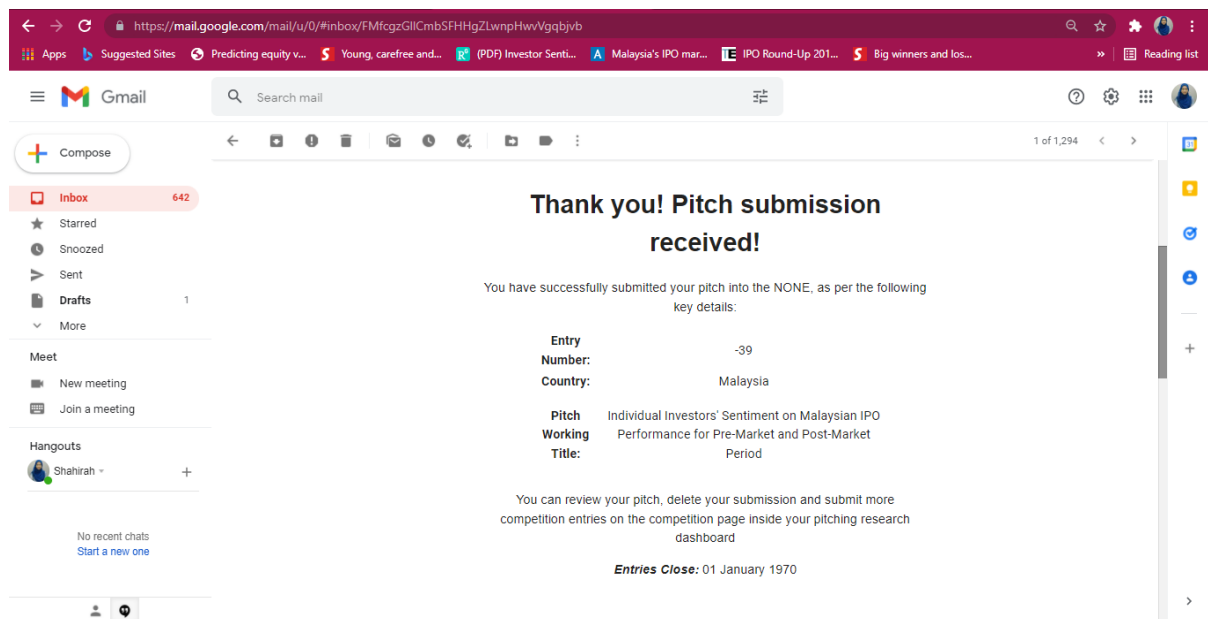 https://mail.google.com/mail/u/0/#inbox/FMfcgzGllCmbSFHHgZLwnpHwvVgqbjvb
Apps Suggested Sites Predicting equity v... Young, carefree and... (PDF) Investor Senti... Malaysia's IPO mar... IPO Round-Up 201... Big winners and los... » Reading list
Gmail
Search mail
Compose
1 of 1,294
Inbox 642
Starred
Snoozed
Sent
Drafts 1
More
Meet
New meeting
Join a meeting
Hangouts
Shahirah
No recent chats
Start a new one
Thank you! Pitch submission
received!
You have successfully submitted your pitch into the NONE, as per the following
key details:
Entry
Number:
-39
Country: Malaysia
Pitch
Working
Title:
Individual Investors' Sentiment on Malaysian IPO
Performance for Pre-Market and Post-Market
Period
You can review your pitch, delete your submission and submit more
competition entries on the competition page inside your pitching research
dashboard
Entries Close: 01 January 1970